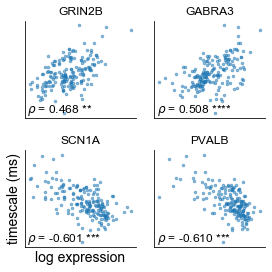 GRIN2B
GABRA3
ρ = 0.468 **
ρ = 0.508 ****
SCN1A
PVALB
timescale (ms)
ρ = -0.601 ***
ρ = -0.610 ***
log expression